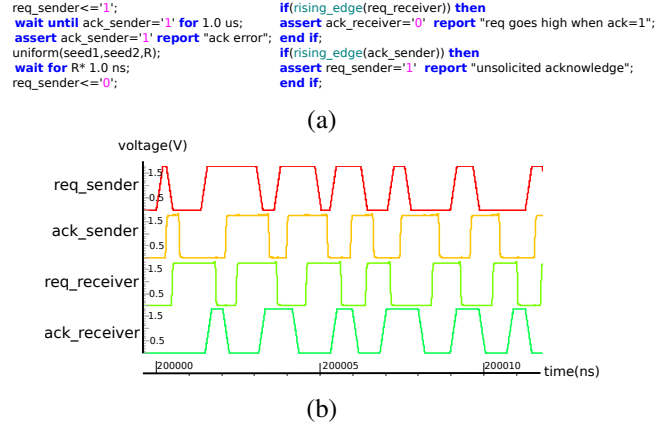 req_sender<='1';
wait until ack_sender='1' for 1.0 us;
assert ack_sender='1' report "ack error";
uniform(seed1,seed2,R);
wait for R* 1.0 ns;
req_sender<='0';
if(rising_edge(req_receiver)) then
assert ack_receiver='0' report "req goes high when ack=1";
end if;
if(rising_edge(ack_sender)) then
assert req_sender='1' report "unsolicited acknowledge";
end if;
(a)
voltage(V)
req_sender
1.5
0.5
ack_sender
1.5
0.5
req_receiver
1.5
0.5
ack_receiver
1.5
0.5
200000 200005 200010 time(ns)
(b)